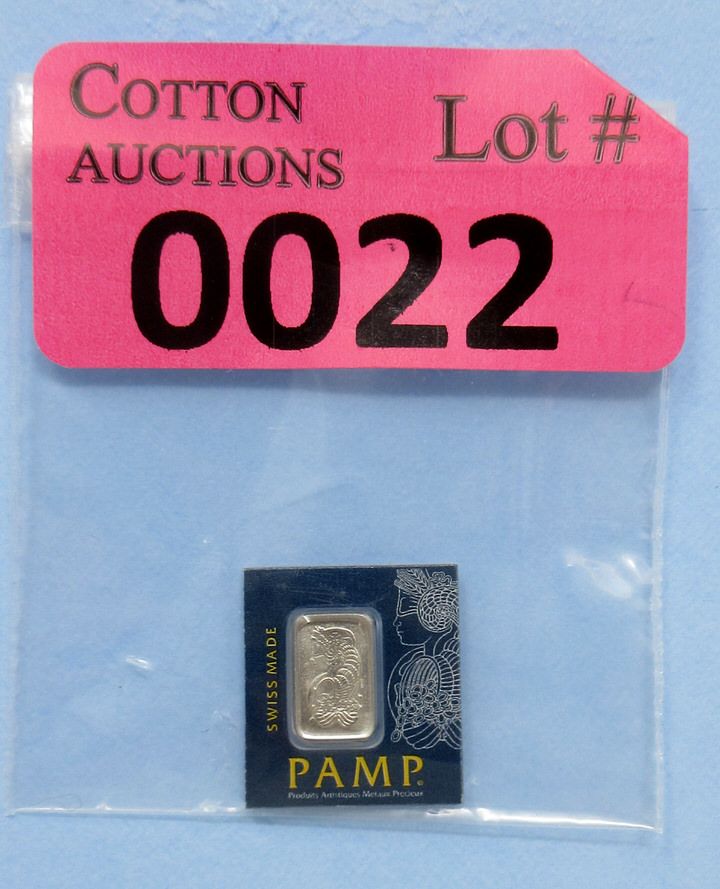 COTTON
AUCTIONS
Lot #
0022
SWISS MADE
PAMP®
Produits Artistiques Métaux Précieux